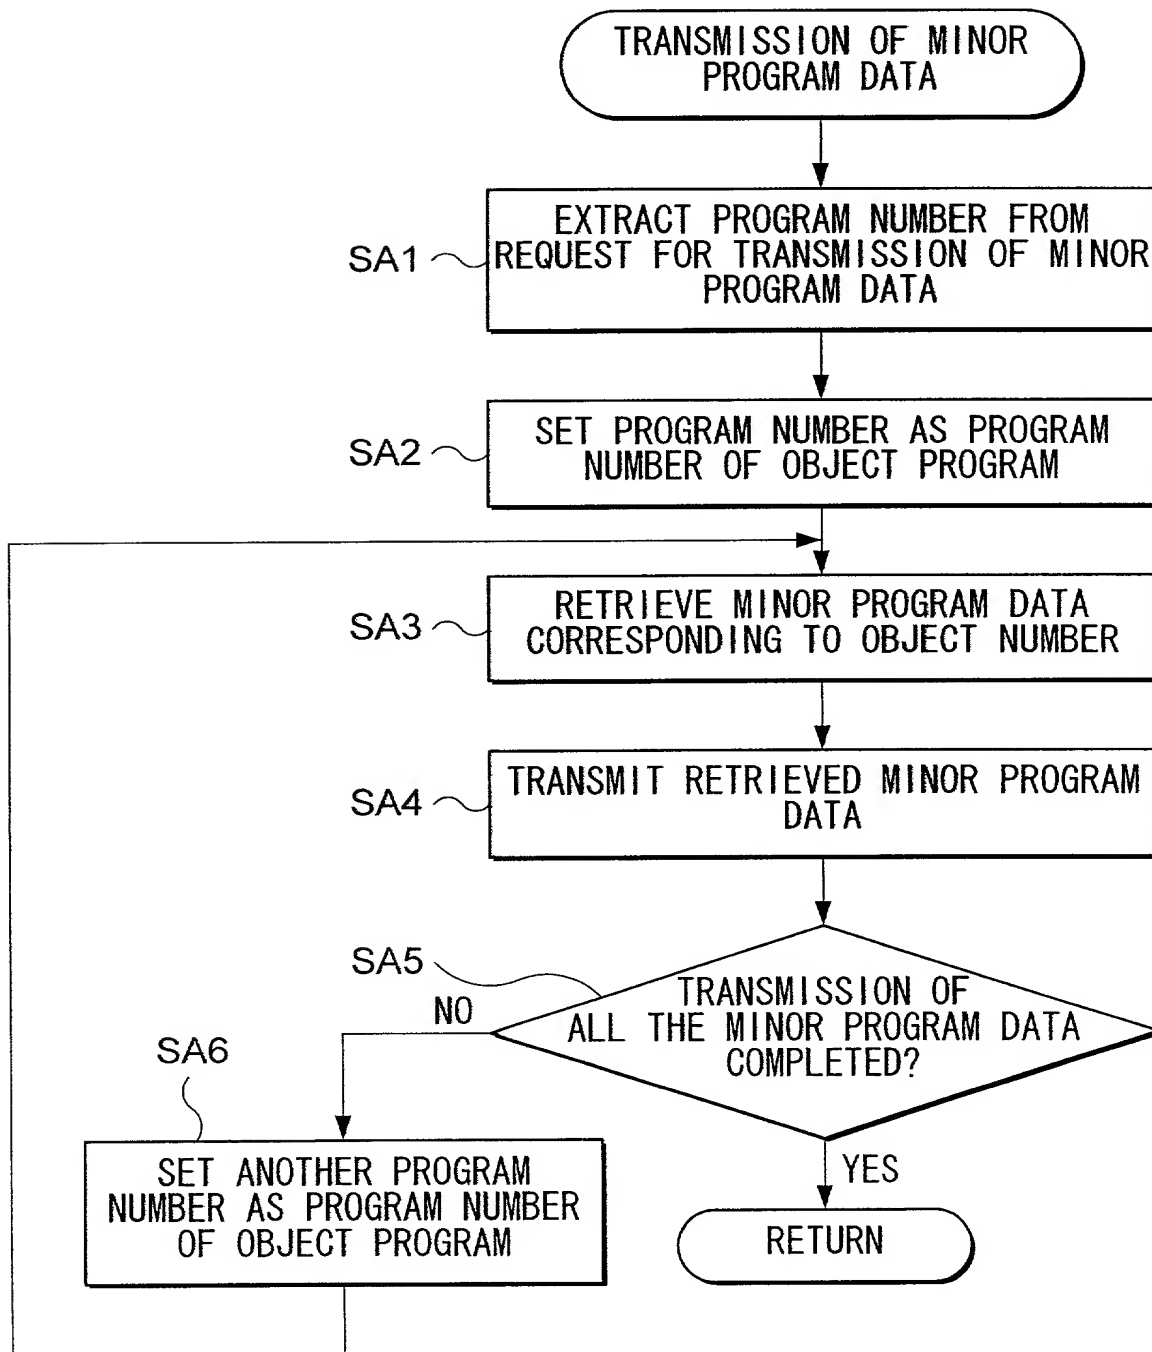 TRANSMISSION OF MINOR
PROGRAM DATA
EXTRACT PROGRAM NUMBER FROM
SA1
REQUEST FOR TRANSMISSION OF MINOR
PROGRAM DATA
SET PROGRAM NUMBER AS PROGRAM
SA2
NUMBER OF OBJECT PROGRAM
RETRIEVE MINOR PROGRAM DATA
SA3
CORRESPONDING TO OBJECT NUMBER
TRANSMIT RETRIEVED MINOR PROGRAM
SA4
DATA
SA5
TRANSMISSION OF
NO
ALL THE MINOR PROGRAM DATA
COMPLETED?
SA6
YES
SET ANOTHER PROGRAM
NUMBER AS PROGRAM NUMBER
OF OBJECT PROGRAM
RETURN